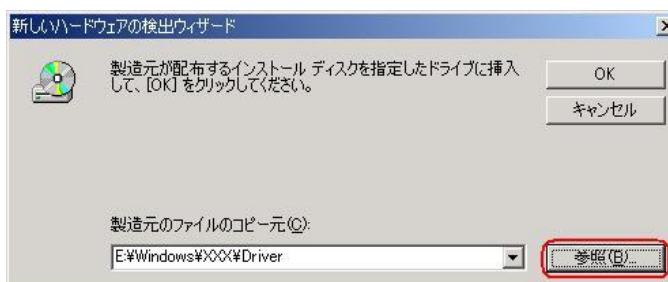 新しいハードウェアの検出ウィザード
製造元が配布するインストール ディスクを指定したドライブに挿入
して、[OK] をクリックしてください。
OK
キャンセル
製造元のファイルのコピー元(C):
E:¥Windows¥XXX¥Driver
参照(B)...